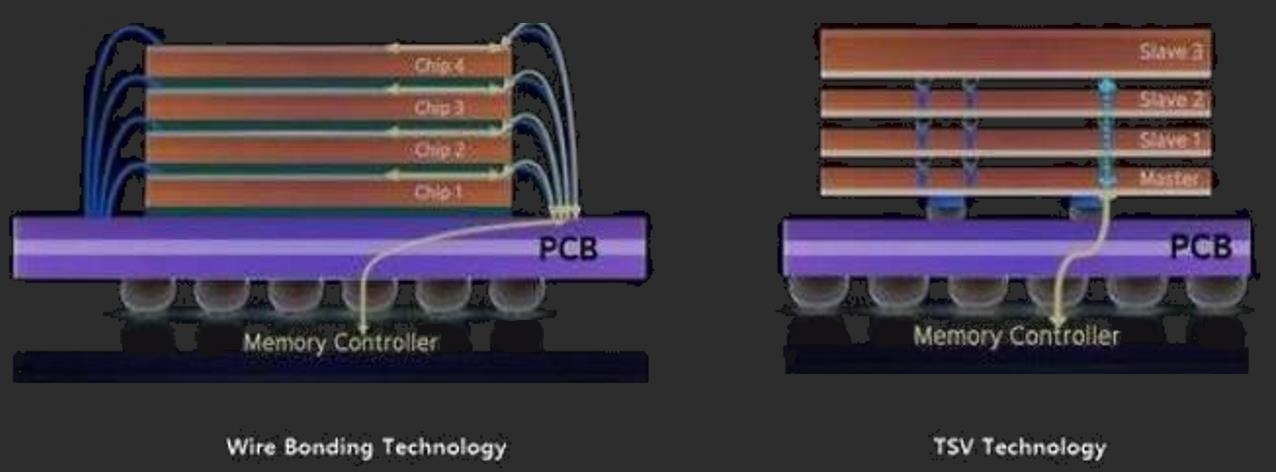 Chip 4
Chip 3
Chip 2
Chip 1
PCB
Memory Controller
Wire Bonding Technology
Slave 3
Slave 2
Slave 1
Master
PCB
Memory Controller
TSV Technology